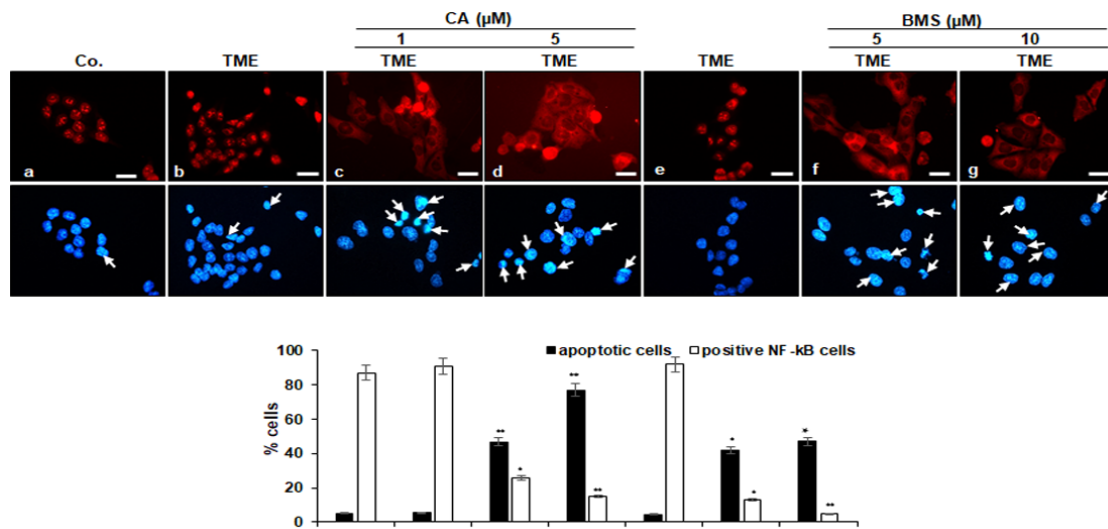 CA (µM) BMS (µM)
1 5 5 10
Co. TME TME TME TME TME TME
a b c d e f g
100 ■ apoptotic cells □ positive NF-kB cells
80
60
40
20
0
% cells
** * ** ** * * * **